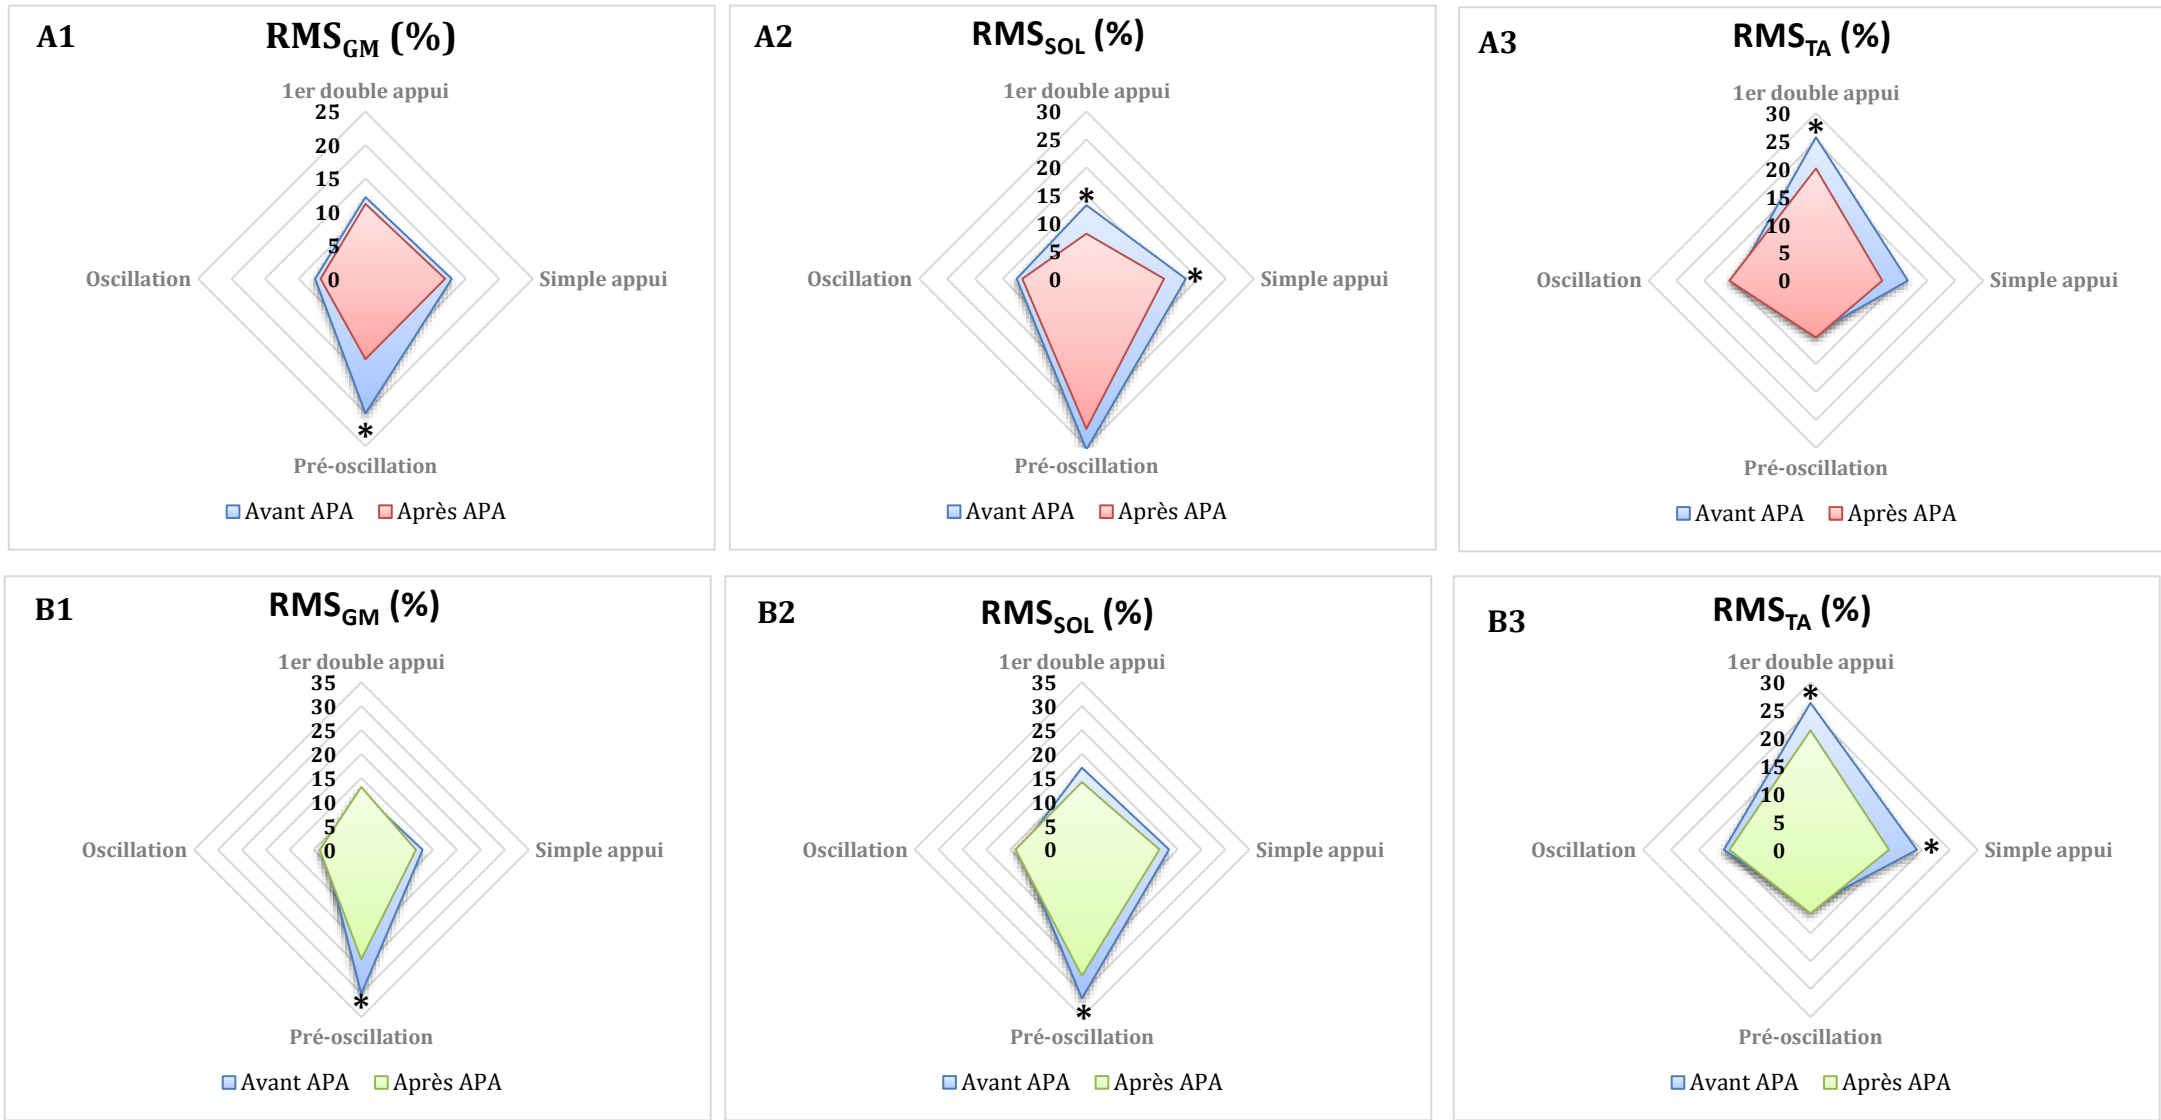 A1
RMS_GM (%)
1er double appui
25
20
15
10
5
0
Oscillation
Simple appui
*
Pré-oscillation
Avant APA
Après APA
A2
RMS_SOL (%)
1er double appui
30
25
20
15
10
5
0
*
*
Oscillation
Simple appui
Pré-oscillation
Avant APA
Après APA
A3
RMS_TA (%)
1er double appui
30
25
20
15
10
5
0
*
Oscillation
Simple appui
Pré-oscillation
Avant APA
Après APA
B1
RMS_GM (%)
1er double appui
35
30
25
20
15
10
5
0
Oscillation
Simple appui
*
Pré-oscillation
Avant APA
Après APA
B2
RMS_SOL (%)
1er double appui
35
30
25
20
15
10
5
0
Oscillation
Simple appui
*
Pré-oscillation
Avant APA
Après APA
B3
RMS_TA (%)
1er double appui
30
25
20
15
10
5
0
*
*
Oscillation
Simple appui
Pré-oscillation
Avant APA
Après APA